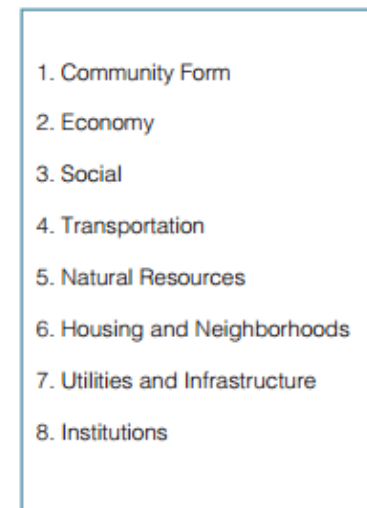 1. Community Form
2. Economy
3. Social
4. Transportation
5. Natural Resources
6. Housing and Neighborhoods
7. Utilities and Infrastructure
8. Institutions